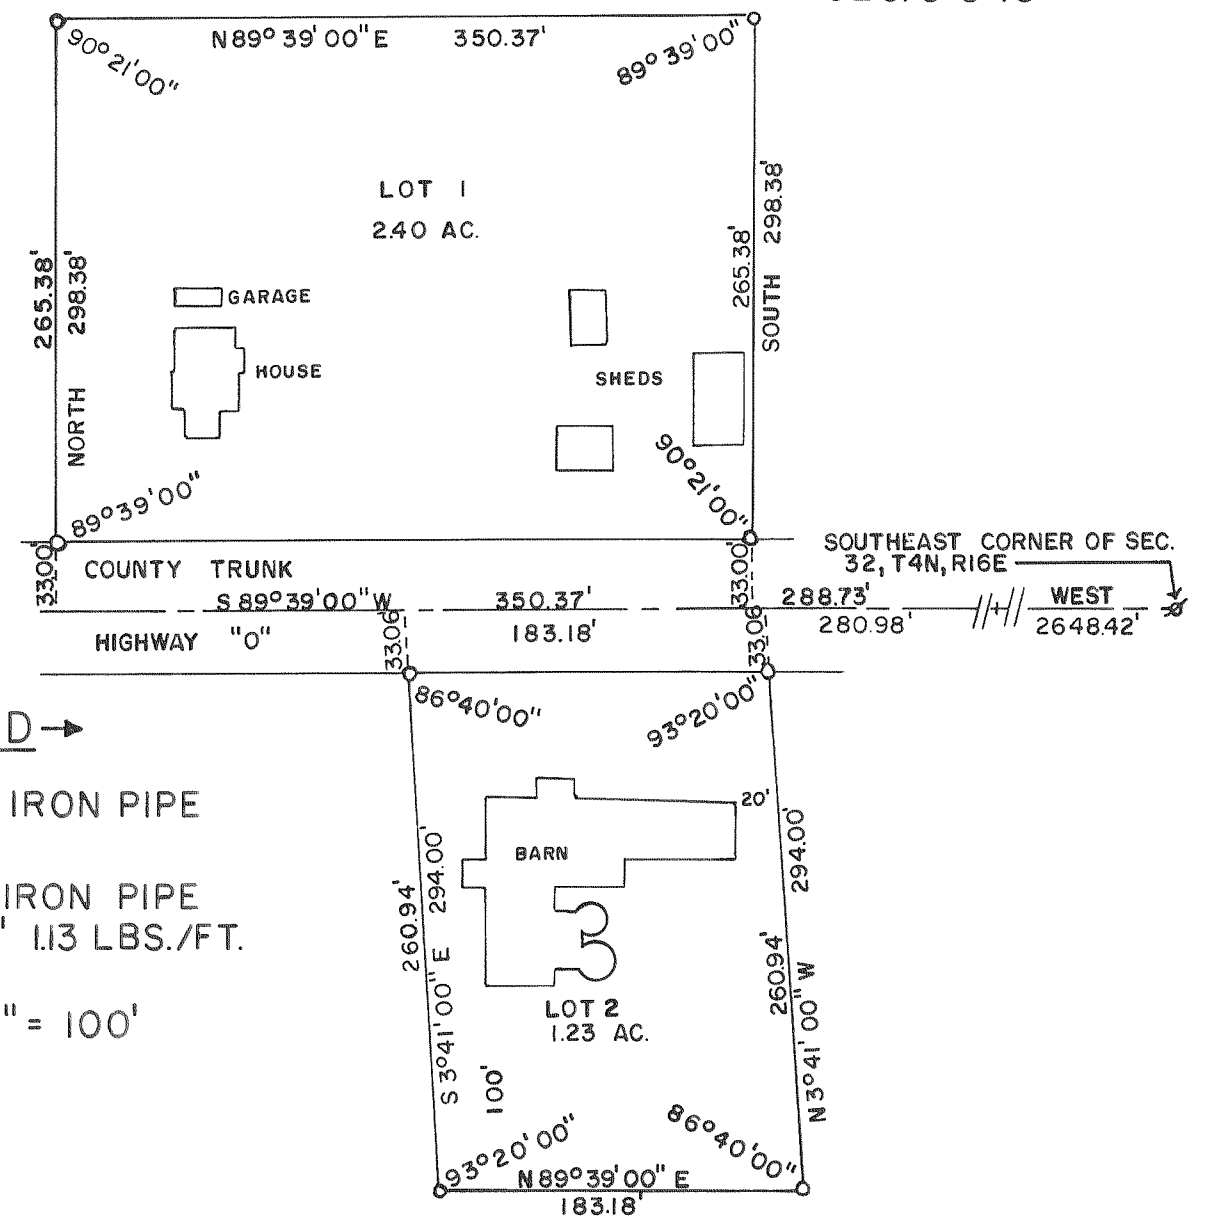 N 89° 39' 00" E 350.37'
90° 21' 00"
89° 39' 00"
LOT 1
2.40 AC.
265.38'
NORTH 298.38'
265.38'
SOUTH 298.38'
GARAGE
HOUSE
SHEDS
89° 39' 00"
90° 21' 00"
SOUTHEAST CORNER OF SEC.
32, T4N, R16E
33.00'
COUNTY TRUNK
33.00'
S 89° 39' 00" W 350.37' 288.73' WEST
HIGHWAY "O" 183.18' 280.98' 2648.42'
33.06'
33.06'
86° 40' 00"
93° 20' 00"
D
IRON PIPE
IRON PIPE
' 1.13 LBS./FT.
" = 100'
20'
BARN
260.94'
S 3° 41' 00" E 294.00'
294.00'
260.94'
N 3° 41' 00" W
LOT 2
1.23 AC.
100'
93° 20' 00"
86° 40' 00"
N 89° 39' 00" E
183.18'